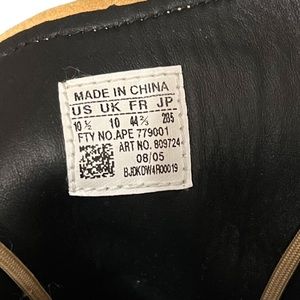 MADE IN CHINA
US UK FR JP
10 ½ 10 44 ⅔ 285
FTY NO. APE 779001
ART NO. 809724
08/05
BJDKDW4R00019